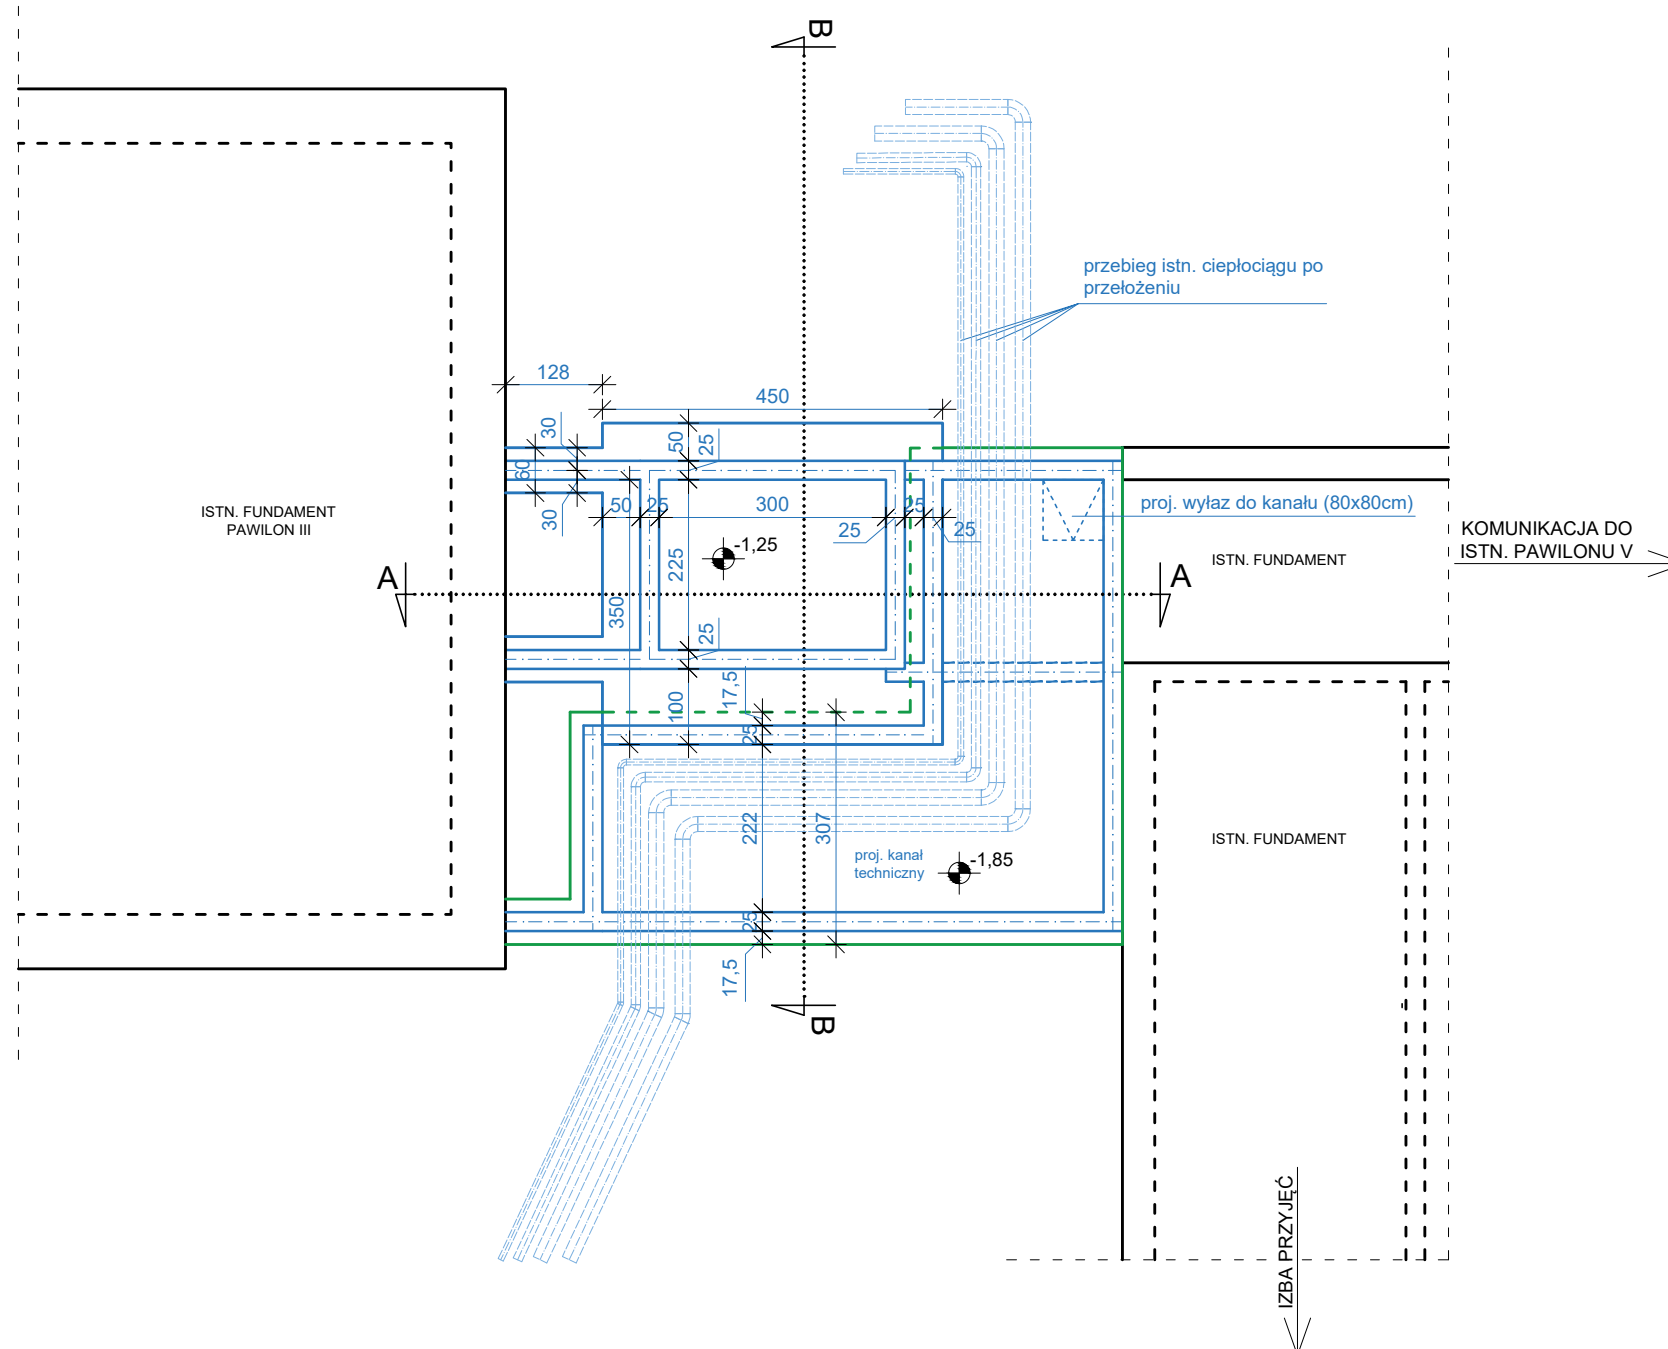 B
przebieg istn. ciepłociągu po
przełożeniu
128
450
30
60
30
50
25
50
25
300
25
25
25
ISTN. FUNDAMENT
PAWILON III
proj. wyłaz do kanału (80x80cm)
KOMUNIKACJA DO
ISTN. PAWILONU V
ISTN. FUNDAMENT
-1,25
225
350
A
A
25
17,5
100
25
222
307
proj. kanał
techniczny
-1,85
ISTN. FUNDAMENT
25
17,5
B
IZBA PRZYJĘĆ